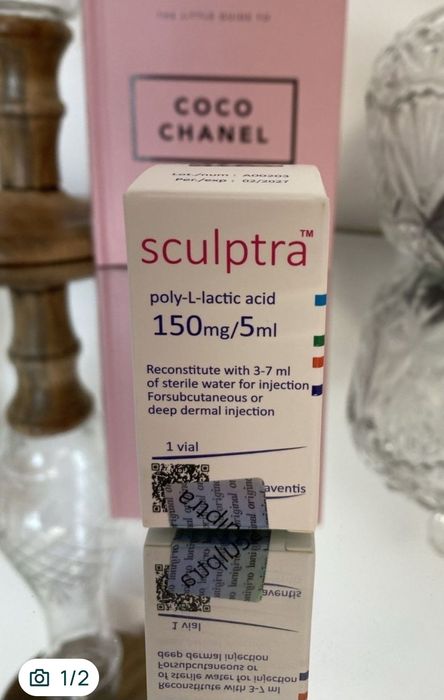 THE LITTLE GUIDE TO
COCO
CHANEL
Lot./num : A00203
Per./exp : 02/2027
sculptra™
poly-L-lactic acid
150mg/5ml
Reconstitute with 3-7 ml
of sterile water for injection
Forsubcutaneous or
deep dermal injection
1 vial
aventis
sculptra
1/2